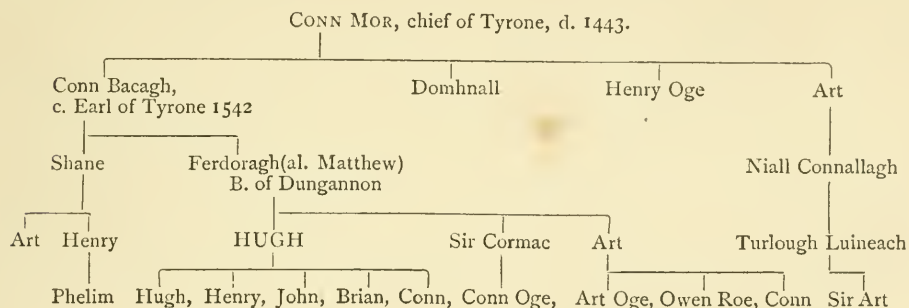 CONN MOR, chief of Tyrone, d. 1443.
Conn Bacagh, Domhnall Henry Oge Art
c. Earl of Tyrone 1542
Shane Ferdoragh(al. Matthew) Niall Connallagh
B. of Dungannon
Art Henry HUGH Sir Cormac Art Turlough Luineach
Phelim Hugh, Henry, John, Brian, Conn, Conn Oge, Art Oge, Owen Roe, Conn Sir Art